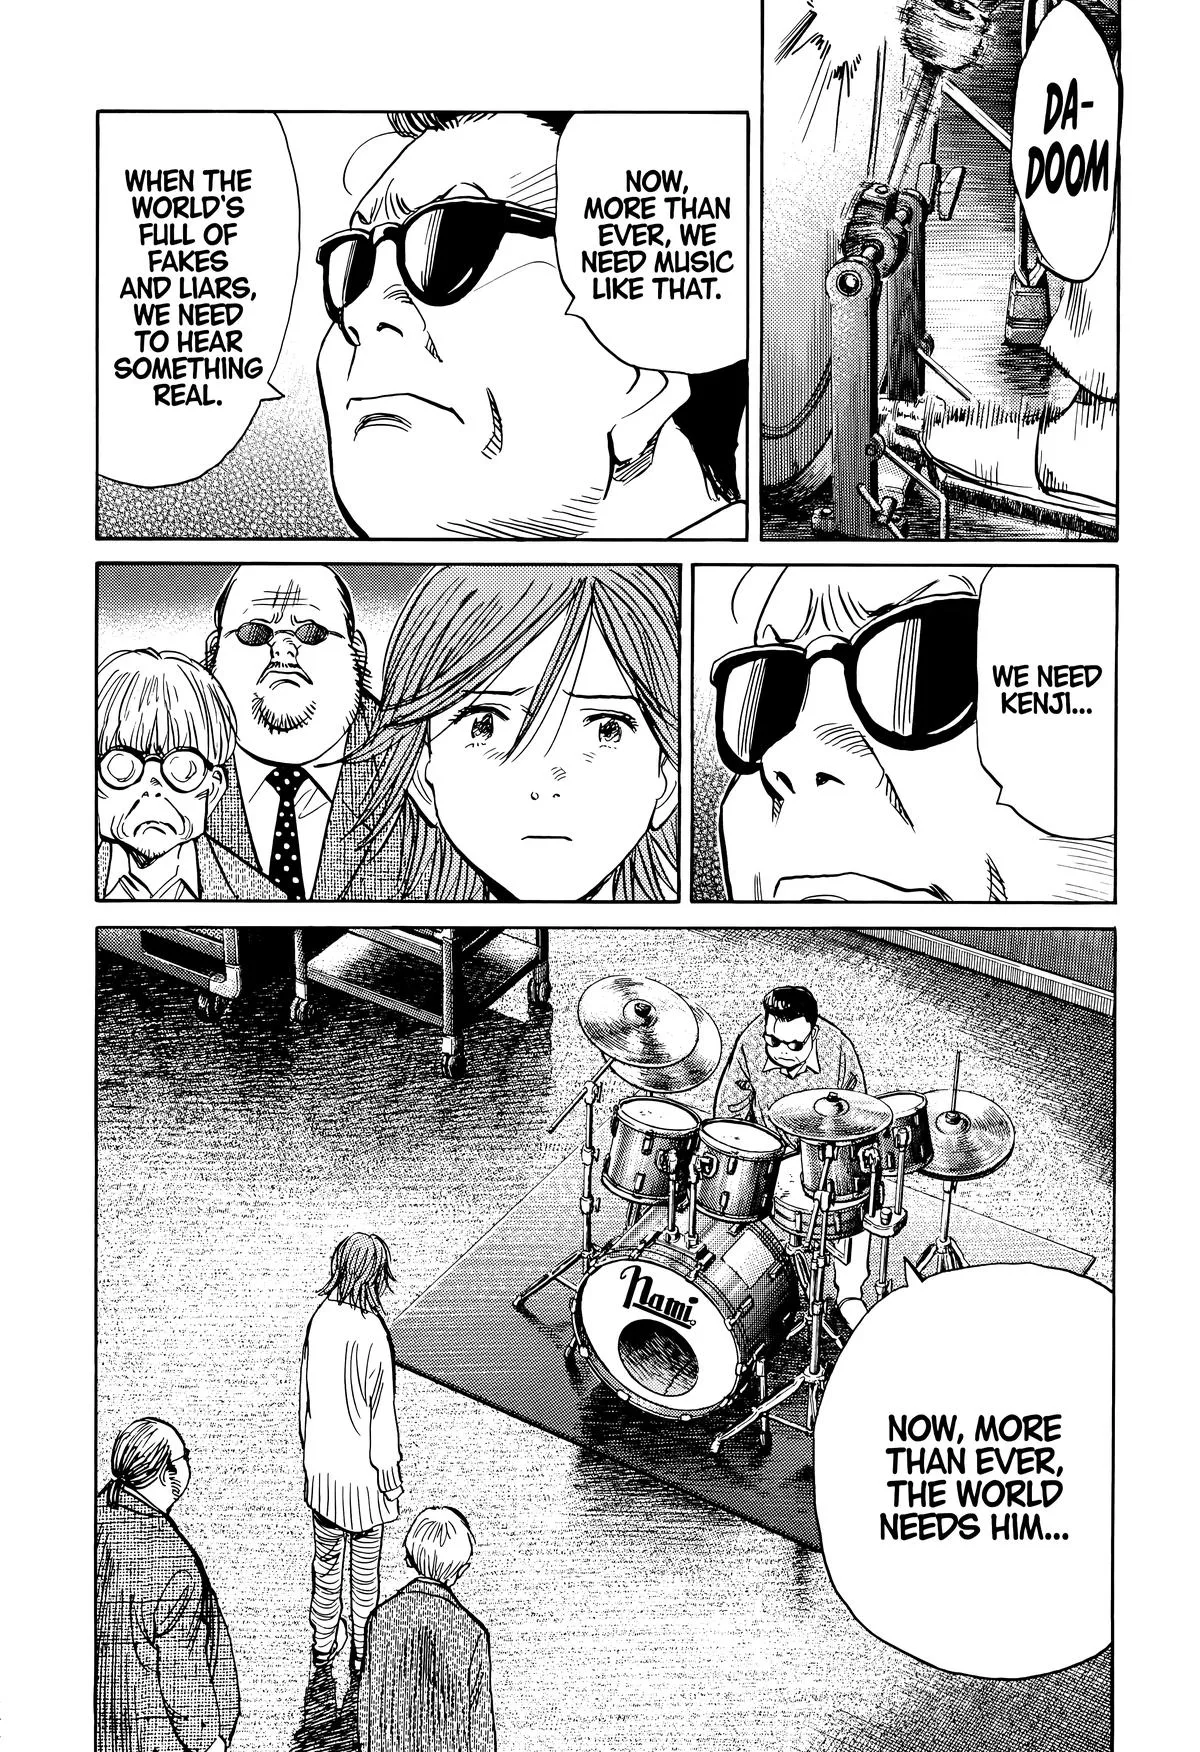 DA-
DOOM
NOW,
MORE THAN
EVER, WE
NEED MUSIC
LIKE THAT.
WHEN THE
WORLD'S
FULL OF
FAKES
AND LIARS,
WE NEED
TO HEAR
SOMETHING
REAL.
WE NEED
KENJI...
Nami.
NOW, MORE
THAN EVER,
THE WORLD
NEEDS HIM...